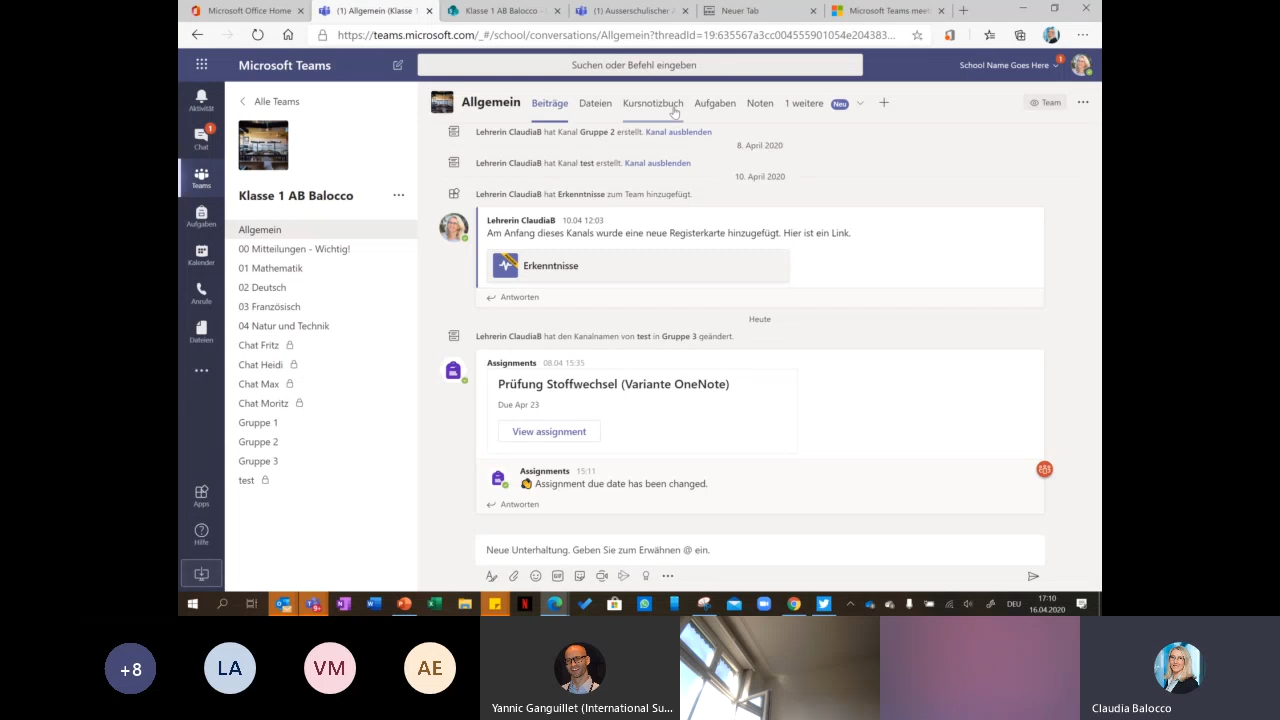 Microsoft Office Home
(1) Allgemein (Klasse 1
Klasse 1 AB Balocco -
(1) Ausserschulischer A
Neuer Tab
Microsoft Teams meet
https://teams.microsoft.com/_#/school/conversations/Allgemein?threadId=19:635567a3cc004555901054e204383...
Microsoft Teams
Suchen oder Befehl eingeben
School Name Goes Here
1
Aktivität
Chat
1
Teams
Aufgaben
Kalender
Anrufe
Dateien
Apps
Hilfe
Alle Teams
Klasse 1 AB Balocco
Allgemein
00 Mitteilungen - Wichtig!
01 Mathematik
02 Deutsch
03 Französisch
04 Natur und Technik
Chat Fritz
Chat Heidi
Chat Max
Chat Moritz
Gruppe 1
Gruppe 2
Gruppe 3
test
Allgemein Beiträge Dateien Kursnotizbuch Aufgaben Noten 1 weitere Neu
Team
Lehrerin ClaudiaB hat Kanal Gruppe 2 erstellt. Kanal ausblenden
8. April 2020
Lehrerin ClaudiaB hat Kanal test erstellt. Kanal ausblenden
10. April 2020
Lehrerin ClaudiaB hat Erkenntnisse zum Team hinzugefügt.
Lehrerin ClaudiaB 10.04 12:03
Am Anfang dieses Kanals wurde eine neue Registerkarte hinzugefügt. Hier ist ein Link.
Erkenntnisse
Antworten
Heute
Lehrerin ClaudiaB hat den Kanalnamen von test in Gruppe 3 geändert.
Assignments 08.04 15:35
Prüfung Stoffwechsel (Variante OneNote)
Due Apr 23
View assignment
Assignments 15:11
Assignment due date has been changed.
Antworten
Neue Unterhaltung. Geben Sie zum Erwähnen @ ein.
GIF
DEU
17:10
16.04.2020
+8
LA
VM
AE
Yannic Ganguillet (International Su...
Claudia Balocco